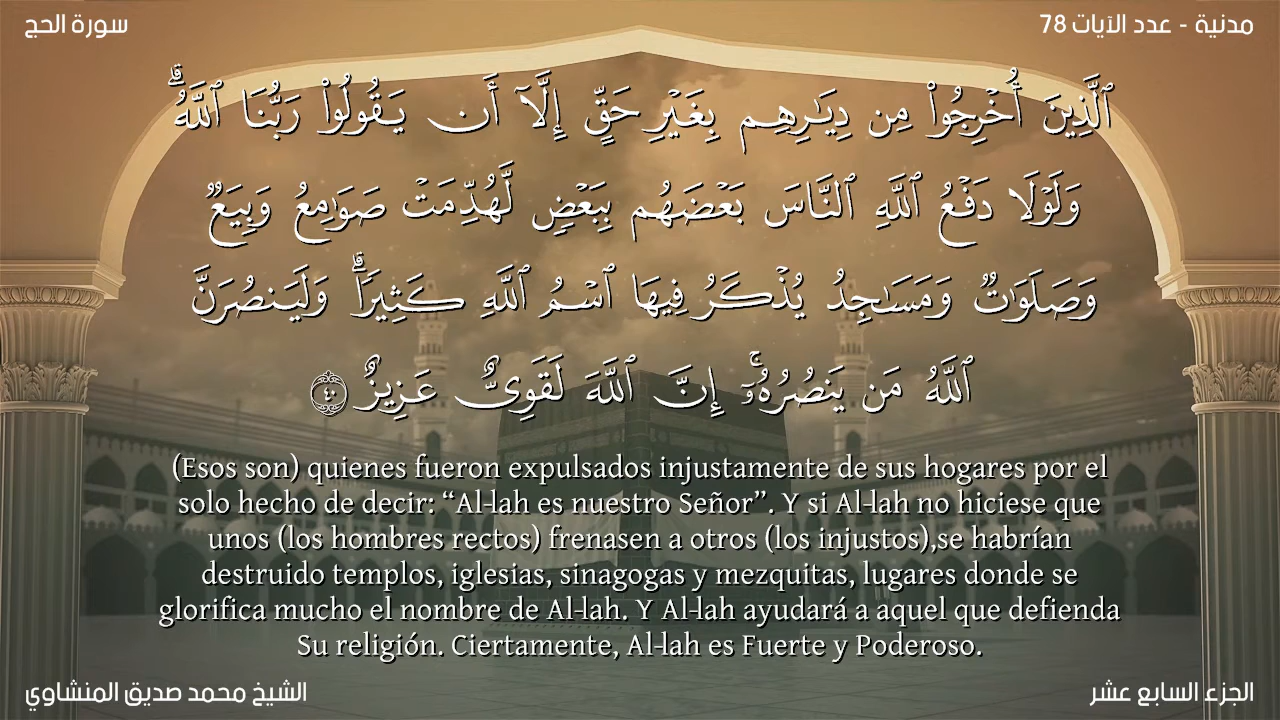 سورة الحج
مدنية - عدد الآيات 78
ٱلَّذِينَ أُخْرِجُوا۟ مِن دِيَـٰرِهِم بِغَيْرِ حَقٍّ إِلَّآ أَن يَقُولُوا۟ رَبُّنَا ٱللَّهُ ۗ
وَلَوْلَا دَفْعُ ٱللَّهِ ٱلنَّاسَ بَعْضَهُم بِبَعْضٍ لَّهُدِّمَتْ صَوَٰمِعُ وَبِيَعٌ
وَصَلَوَٰتٌ وَمَسَـٰجِدُ يُذْكَرُ فِيهَا ٱسْمُ ٱللَّهِ كَثِيرًا ۗ وَلَيَنصُرَنَّ
ٱللَّهُ مَن يَنصُرُهُۥٓ ۚ إِنَّ ٱللَّهَ لَقَوِىٌّ عَزِيزٌ ٤٠
(Esos son) quienes fueron expulsados injustamente de sus hogares por el
solo hecho de decir: “Al-lah es nuestro Señor”. Y si Al-lah no hiciese que
unos (los hombres rectos) frenasen a otros (los injustos),se habrían
destruido templos, iglesias, sinagogas y mezquitas, lugares donde se
glorifica mucho el nombre de Al-lah. Y Al-lah ayudará a aquel que defienda
Su religión. Ciertamente, Al-lah es Fuerte y Poderoso.
الشيخ محمد صديق المنشاوي
الجزء السابع عشر